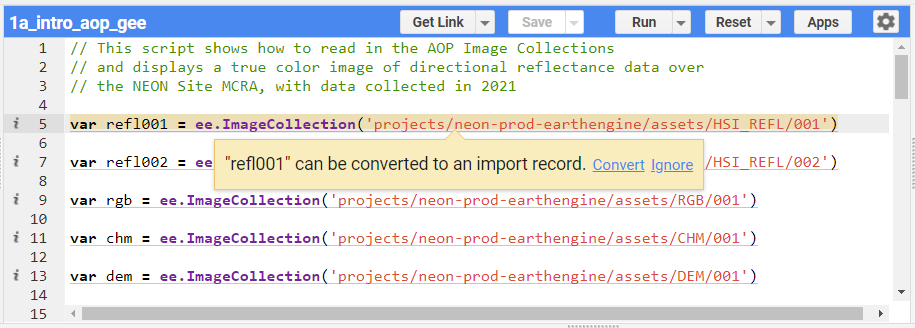 1a_intro_aop_gee Get Link Save Run Reset Apps
1 // This script shows how to read in the AOP Image Collections
2 // and displays a true color image of directional reflectance data over
3 // the NEON Site MCRA, with data collected in 2021
4
i 5 var refl001 = ee.ImageCollection('projects/neon-prod-earthengine/assets/HSI_REFL/001')
6
"refl001" can be converted to an import record. Convert Ignore
i 7 var refl002 = ee /HSI_REFL/002')
8
i 9 var rgb = ee.ImageCollection('projects/neon-prod-earthengine/assets/RGB/001')
10
i 11 var chm = ee.ImageCollection('projects/neon-prod-earthengine/assets/CHM/001')
12
i 13 var dem = ee.ImageCollection('projects/neon-prod-earthengine/assets/DEM/001')
14
15